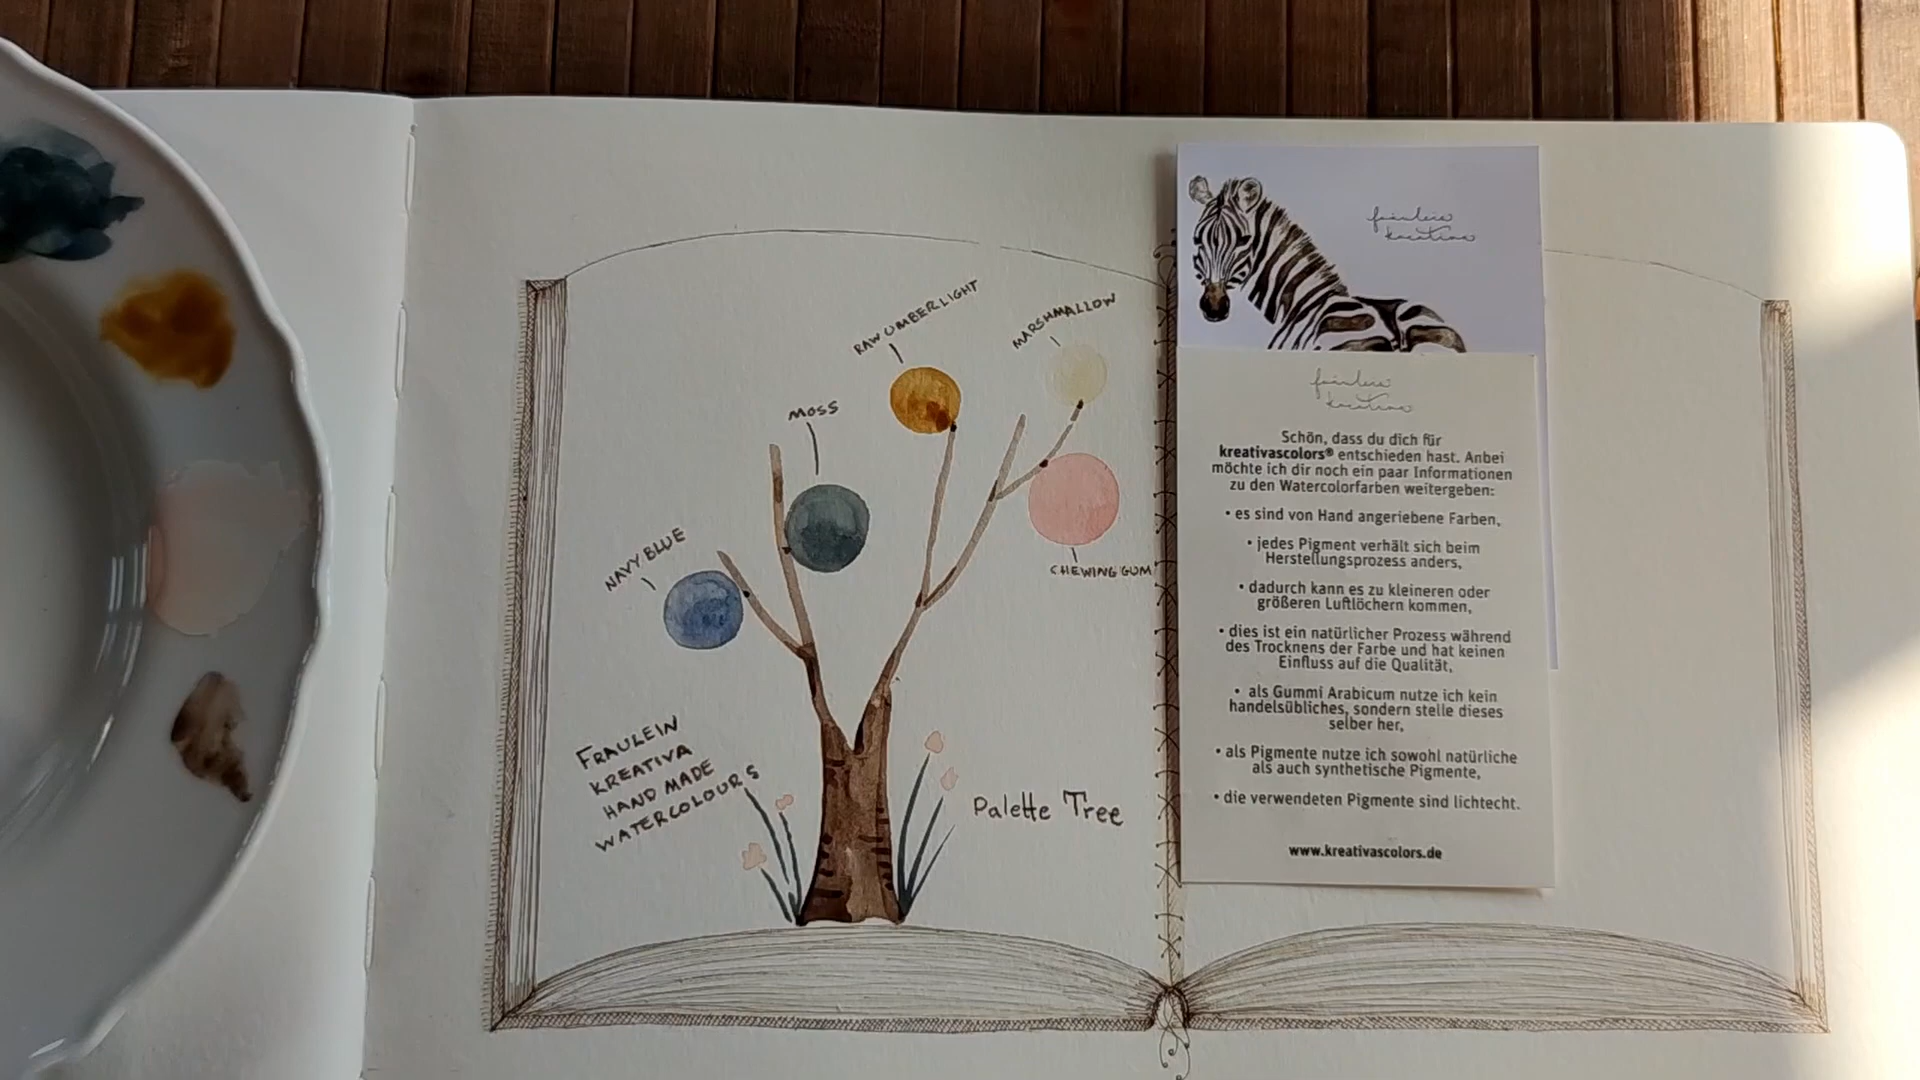 RAW UMBER LIGHT
MARSHMALLOW
MOSS
NAVY BLUE
CHEWING GUM
FRAULEIN
KREATIVA
HAND MADE
WATERCOLOURS
Palette Tree
fräulein
kreativa
fräulein
kreativa
Schön, dass du dich für
kreativascolors® entschieden hast. Anbei
möchte ich dir noch ein paar Informationen
zu den Watercolorfarben weitergeben:
• es sind von Hand angeriebene Farben,
• jedes Pigment verhält sich beim
Herstellungsprozess anders,
• dadurch kann es zu kleineren oder
größeren Luftlöchern kommen,
• dies ist ein natürlicher Prozess während
des Trocknens der Farbe und hat keinen
Einfluss auf die Qualität,
• als Gummi Arabicum nutze ich kein
handelsübliches, sondern stelle dieses
selber her,
• als Pigmente nutze ich sowohl natürliche
als auch synthetische Pigmente,
• die verwendeten Pigmente sind lichtecht.
www.kreativascolors.de